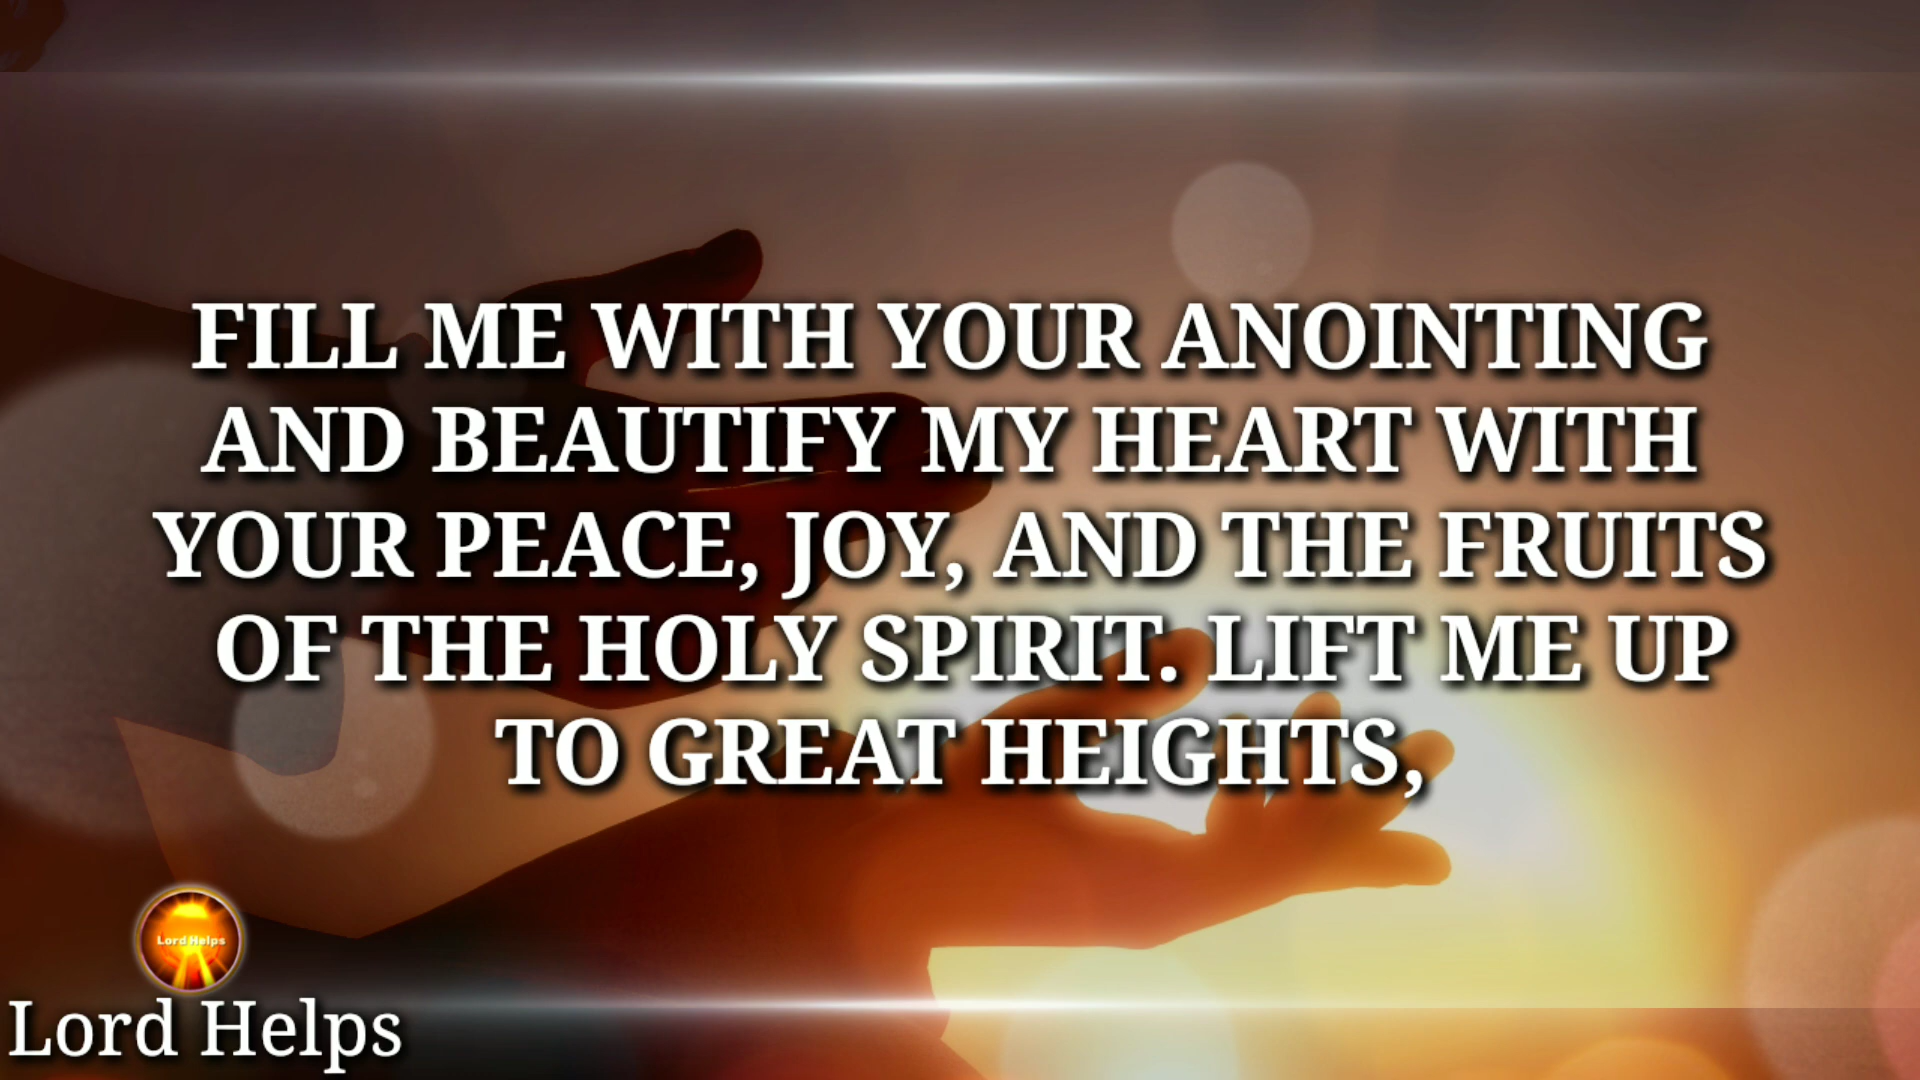 FILL ME WITH YOUR ANOINTING
AND BEAUTIFY MY HEART WITH
YOUR PEACE, JOY, AND THE FRUITS
OF THE HOLY SPIRIT. LIFT ME UP
TO GREAT HEIGHTS,
Lord Helps
Lord Helps